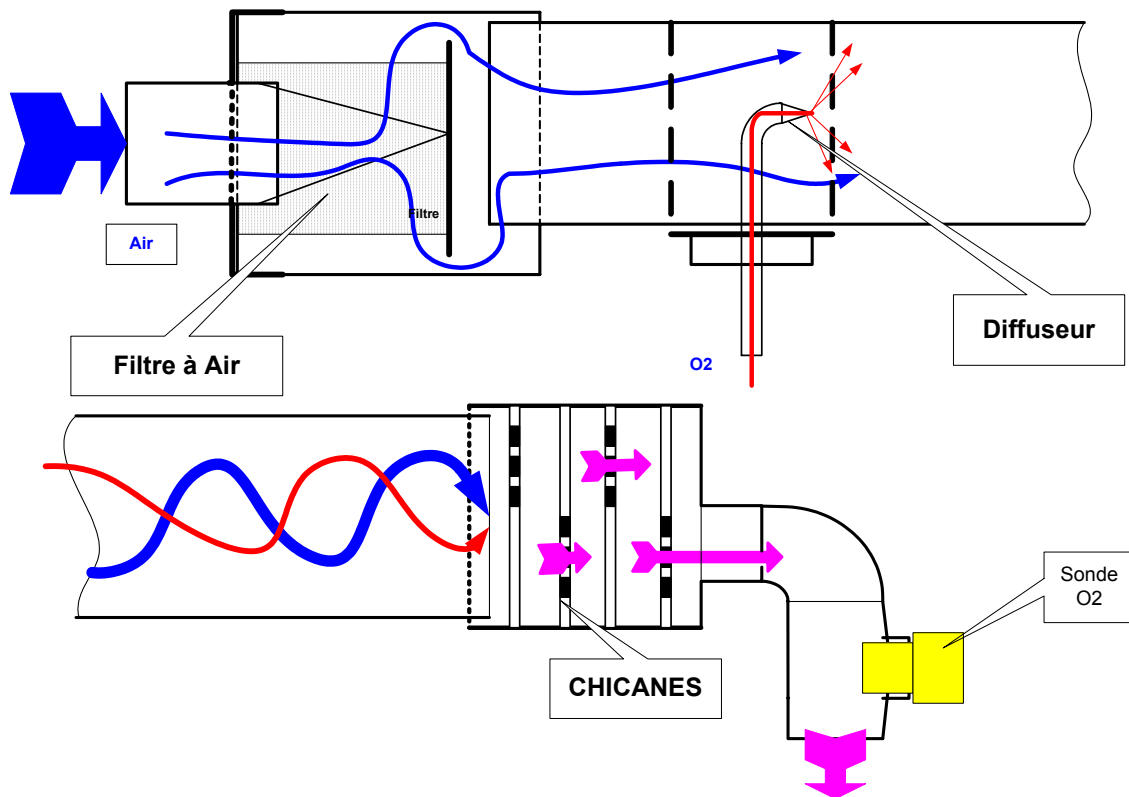 Filtre
Air
Filtre à Air
Diffuseur
O2
Sonde
O2
CHICANES